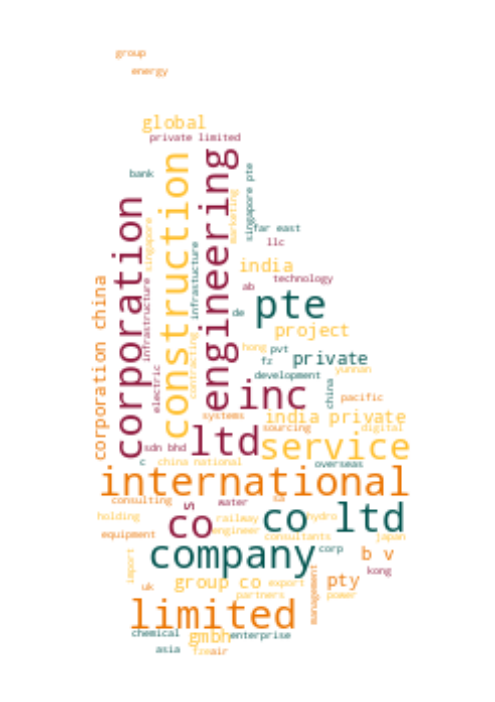 group
energy
global
private limited
bank
corporation
construction
engineering
marketing
singapore pte
singapore
far east
llc
infrastructure
infrastucture
india
technology
ab
corporation china
pte
de
project
hong
pvt
fz
private
contracting
electric
development
yunnan
china
inc
pacific
systems
india private
sourcing
digital
ltd
service
sdn bhd
c
china national
overseas
international
consulting
s
water
sa
holding
co
railway
co ltd
hydro
engineer
equipment
consultants
japan
company
corp
b v
import
kong
uk
group co
export
pty
management
partners
power
limited
chemical
gmbh
enterprise
asia
fze
air